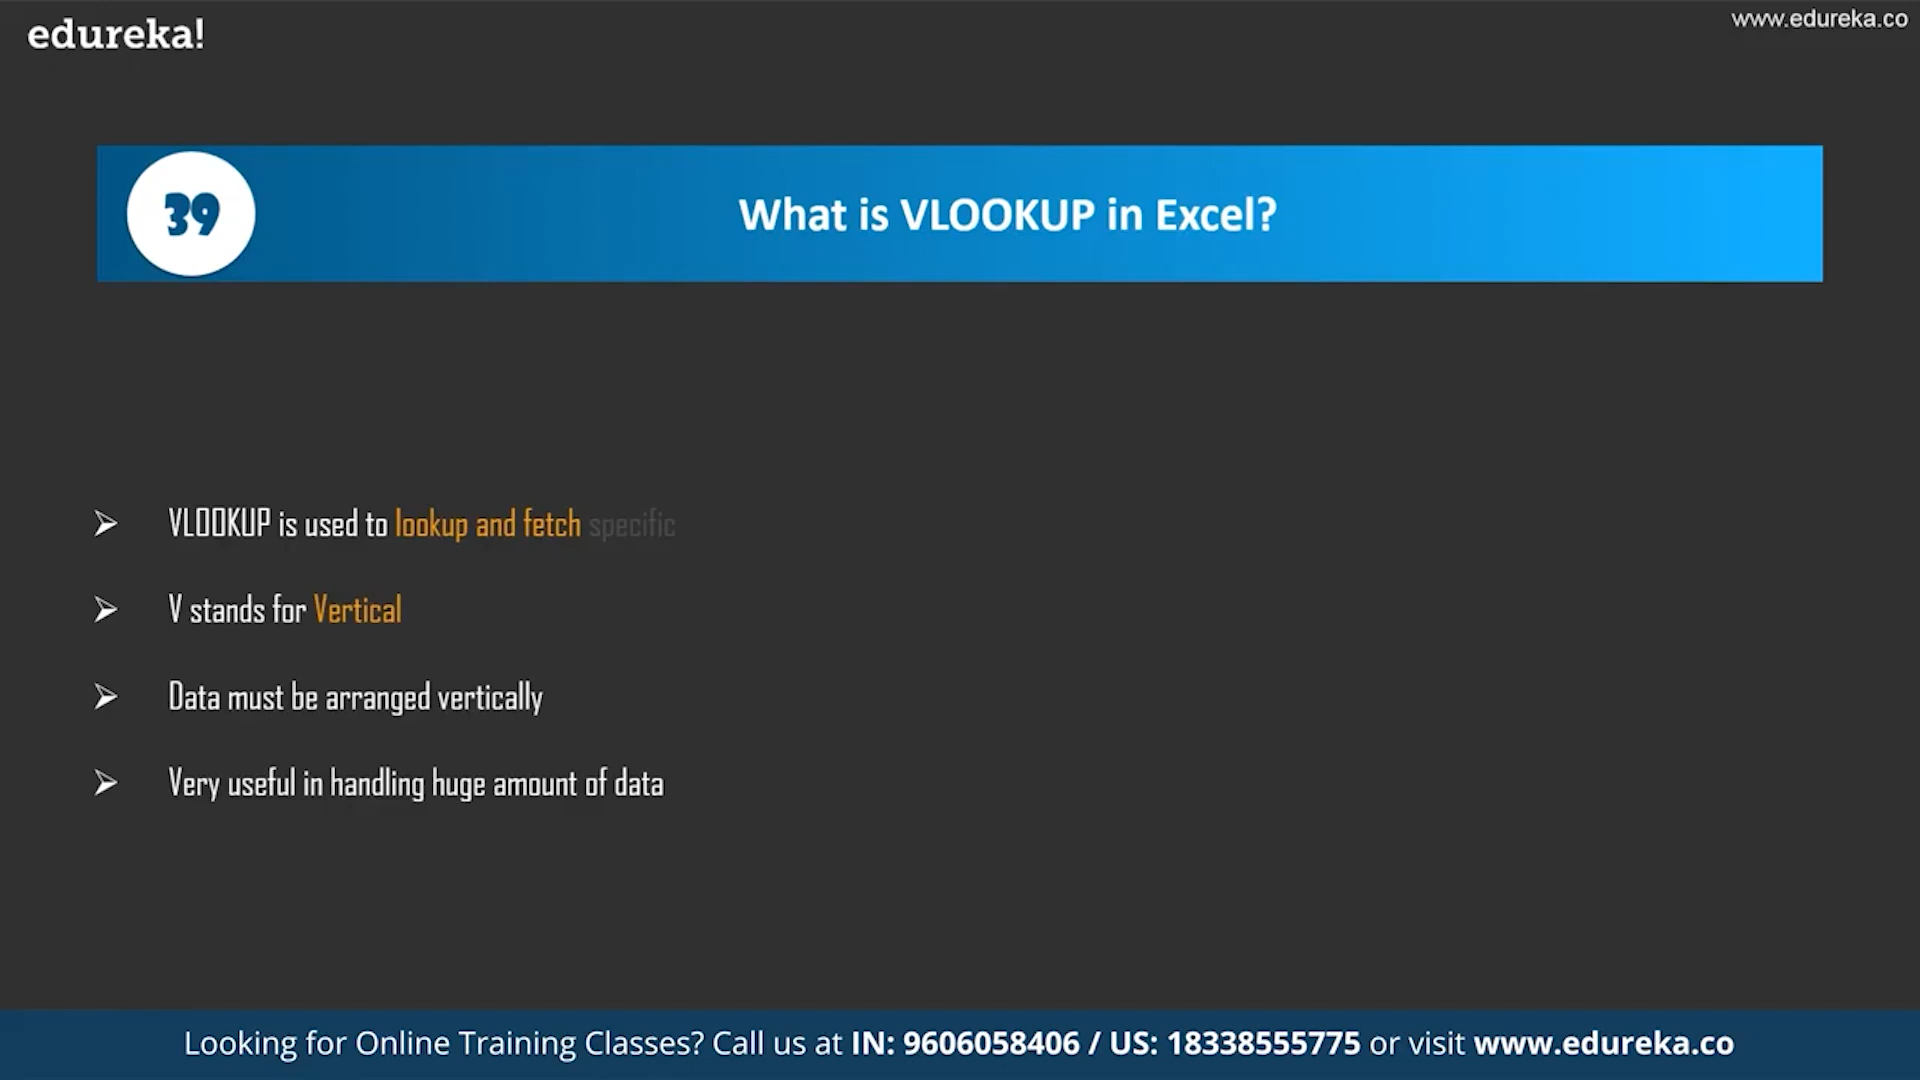 edureka!
www.edureka.co
39
What is VLOOKUP in Excel?
VLOOKUP is used to lookup and fetch specific
V stands for Vertical
Data must be arranged vertically
Very useful in handling huge amount of data
Looking for Online Training Classes? Call us at IN: 9606058406 / US: 18338555775 or visit www.edureka.co